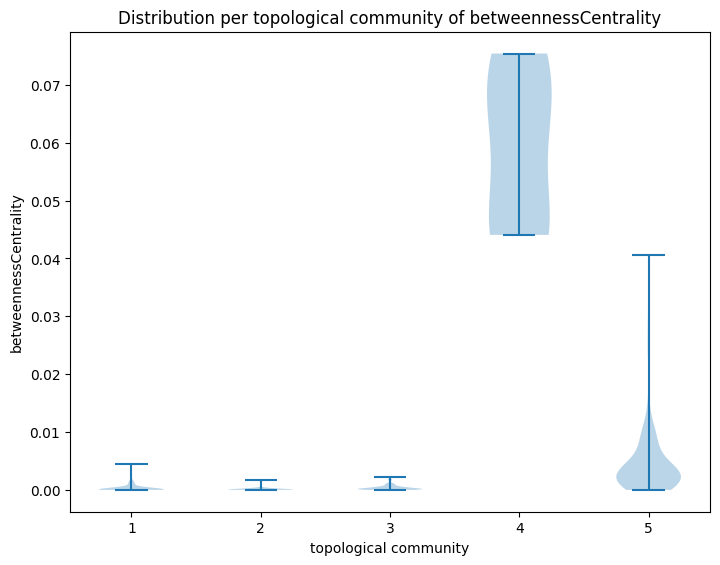 Distribution per topological community of betweennessCentrality
betweennessCentrality
0.07
0.06
0.05
0.04
0.03
0.02
0.01
0.00
1 2 3 4 5
topological community